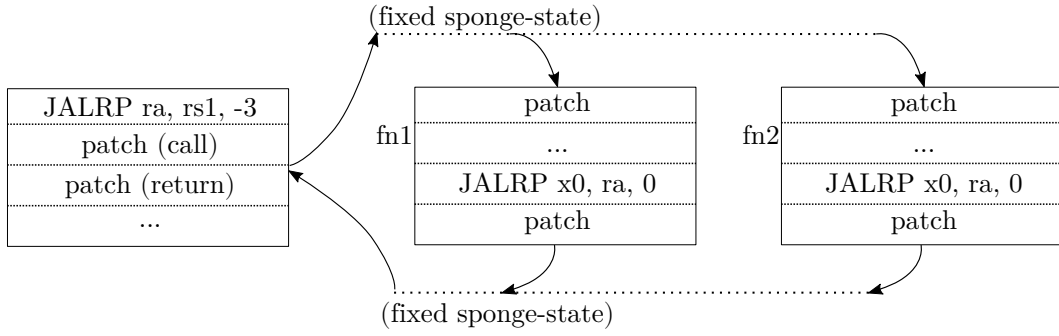 (fixed sponge-state)
JALRP ra, rs1, -3
patch (call)
patch (return)
...
fn1
patch
...
JALRP x0, ra, 0
patch
fn2
patch
...
JALRP x0, ra, 0
patch
(fixed sponge-state)